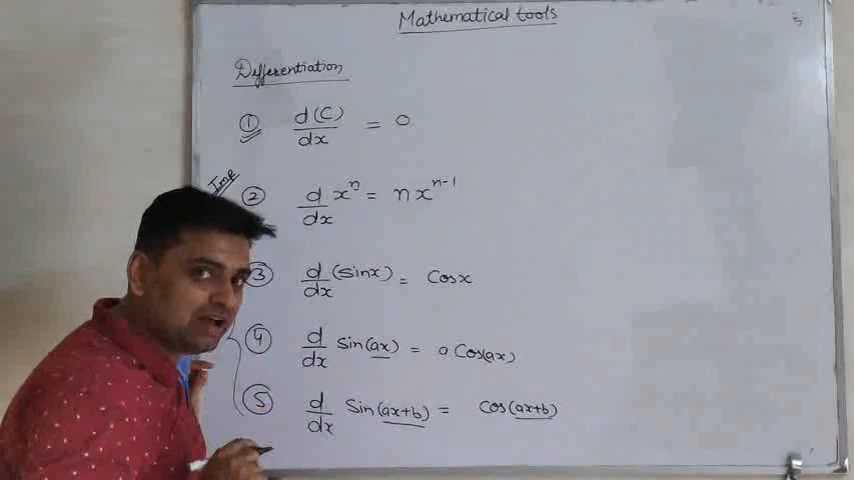 Mathematical tools
Differentiation
① d(C)/dx = 0
Imp
② d/dx xⁿ = n xⁿ⁻¹
③ d/dx (sinx) = Cosx
④ d/dx Sin(ax) = a Cos(ax)
⑤ d/dx Sin(ax+b) = Cos(ax+b)